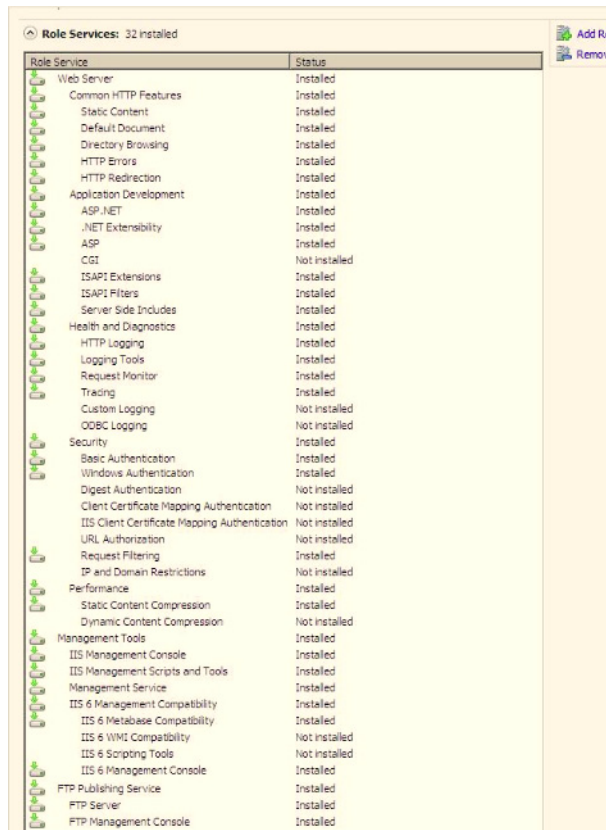 Role Services: 32 installed
Add R
Remov
Role Service Status
Web Server Installed
Common HTTP Features Installed
Static Content Installed
Default Document Installed
Directory Browsing Installed
HTTP Errors Installed
HTTP Redirection Installed
Application Development Installed
ASP.NET Installed
.NET Extensibility Installed
ASP Installed
CGI Not installed
ISAPI Extensions Installed
ISAPI Filters Installed
Server Side Includes Installed
Health and Diagnostics Installed
HTTP Logging Installed
Logging Tools Installed
Request Monitor Installed
Tracing Installed
Custom Logging Not installed
ODBC Logging Not installed
Security Installed
Basic Authentication Installed
Windows Authentication Installed
Digest Authentication Not installed
Client Certificate Mapping Authentication Not installed
IIS Client Certificate Mapping Authentication Not installed
URL Authorization Not installed
Request Filtering Installed
IP and Domain Restrictions Not installed
Performance Installed
Static Content Compression Installed
Dynamic Content Compression Not installed
Management Tools Installed
IIS Management Console Installed
IIS Management Scripts and Tools Installed
Management Service Installed
IIS 6 Management Compatibility Installed
IIS 6 Metabase Compatibility Installed
IIS 6 WMI Compatibility Not installed
IIS 6 Scripting Tools Not installed
IIS 6 Management Console Installed
FTP Publishing Service Installed
FTP Server Installed
FTP Management Console Installed